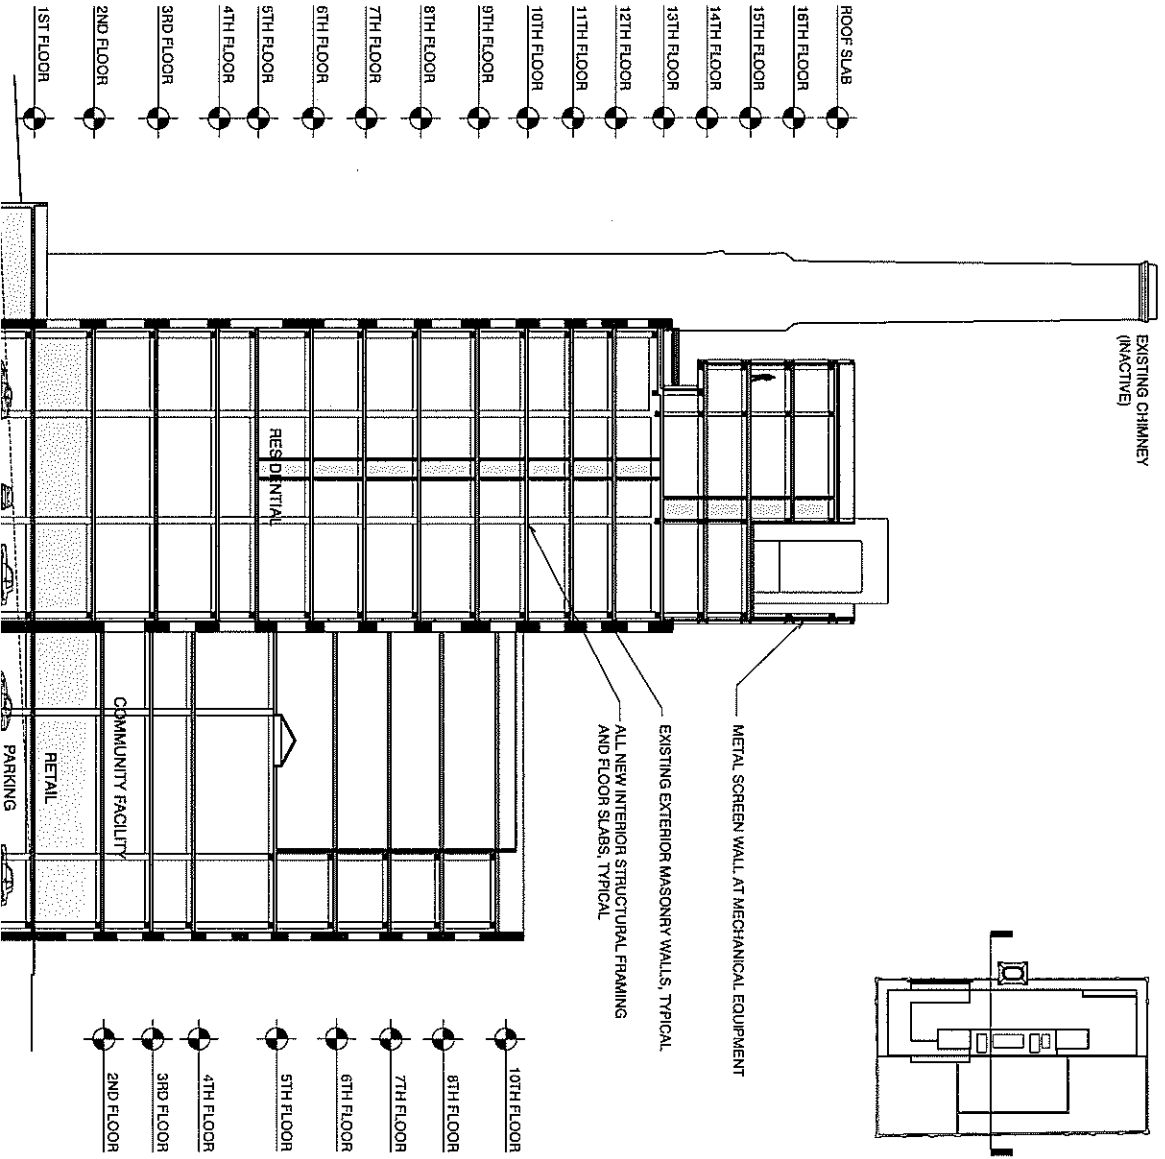 EXISTING CHIMNEY
(INACTIVE)
ROOF SLAB
16TH FLOOR
15TH FLOOR
14TH FLOOR
13TH FLOOR
12TH FLOOR
11TH FLOOR
10TH FLOOR
9TH FLOOR
8TH FLOOR
7TH FLOOR
6TH FLOOR
5TH FLOOR
4TH FLOOR
3RD FLOOR
2ND FLOOR
1ST FLOOR
METAL SCREEN WALL AT MECHANICAL EQUIPMENT
EXISTING EXTERIOR MASONRY WALLS, TYPICAL
ALL NEW INTERIOR STRUCTURAL FRAMING
AND FLOOR SLABS, TYPICAL
RESIDENTIAL
COMMUNITY FACILITY
RETAIL
PARKING
10TH FLOOR
8TH FLOOR
7TH FLOOR
6TH FLOOR
5TH FLOOR
4TH FLOOR
3RD FLOOR
2ND FLOOR